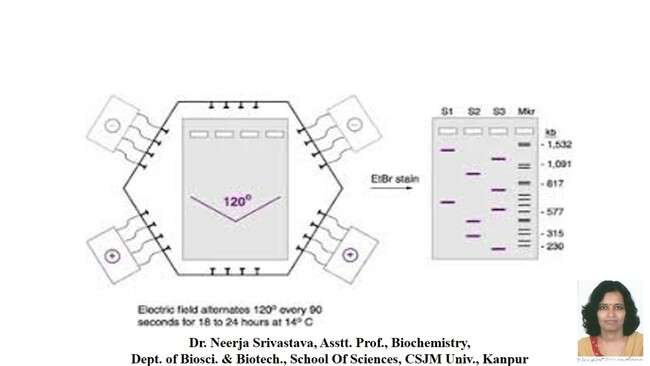 S1 S2 S3 Mkr
kb
- 1,532
- 1,091
- 817
- 577
- 315
- 230
120°
EtBr stain
Electric field alternates 120° every 90
seconds for 18 to 24 hours at 14° C
Dr. Neerja Srivastava, Asstt. Prof., Biochemistry,
Dept. of Biosci. & Biotech., School Of Sciences, CSJM Univ., Kanpur